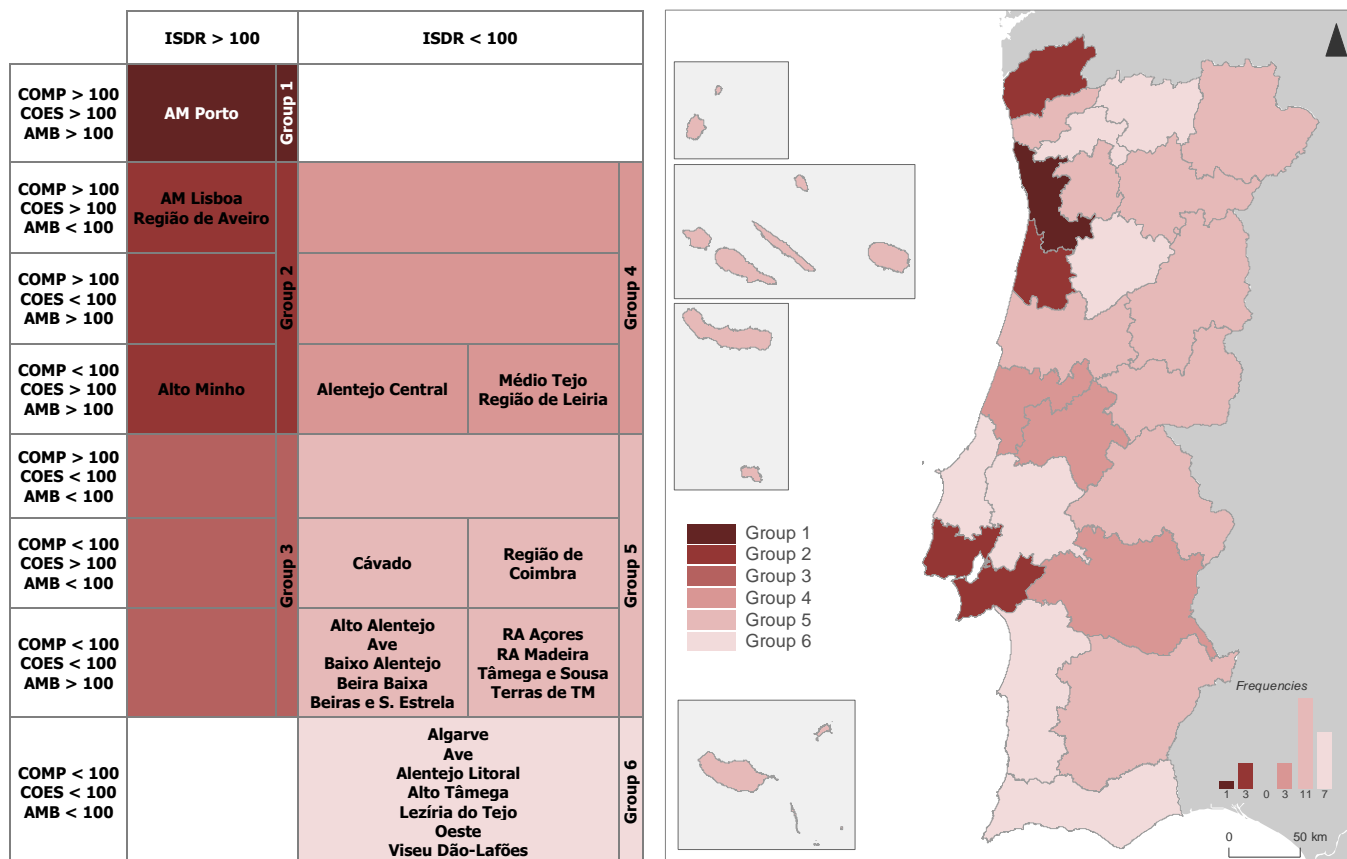 ISDR > 100
ISDR < 100
COMP > 100
COES > 100
AMB > 100
AM Porto
Group 1
COMP > 100
COES > 100
AMB < 100
AM Lisboa
Região de Aveiro
COMP > 100
COES < 100
AMB > 100
Group 2
Group 4
COMP < 100
COES > 100
AMB > 100
Alto Minho
Alentejo Central
Médio Tejo
Região de Leiria
COMP > 100
COES < 100
AMB < 100
COMP < 100
COES > 100
AMB < 100
Group 3
Cávado
Região de
Coimbra
Group 5
COMP < 100
COES < 100
AMB > 100
Alto Alentejo
Ave
Baixo Alentejo
Beira Baixa
Beiras e S. Estrela
RA Açores
RA Madeira
Tâmega e Sousa
Terras de TM
COMP < 100
COES < 100
AMB < 100
Algarve
Ave
Alentejo Litoral
Alto Tâmega
Lezíria do Tejo
Oeste
Viseu Dão-Lafões
Group 6
Group 1
Group 2
Group 3
Group 4
Group 5
Group 6
Frequencies
1 3 0 3 11 7
0 50 km